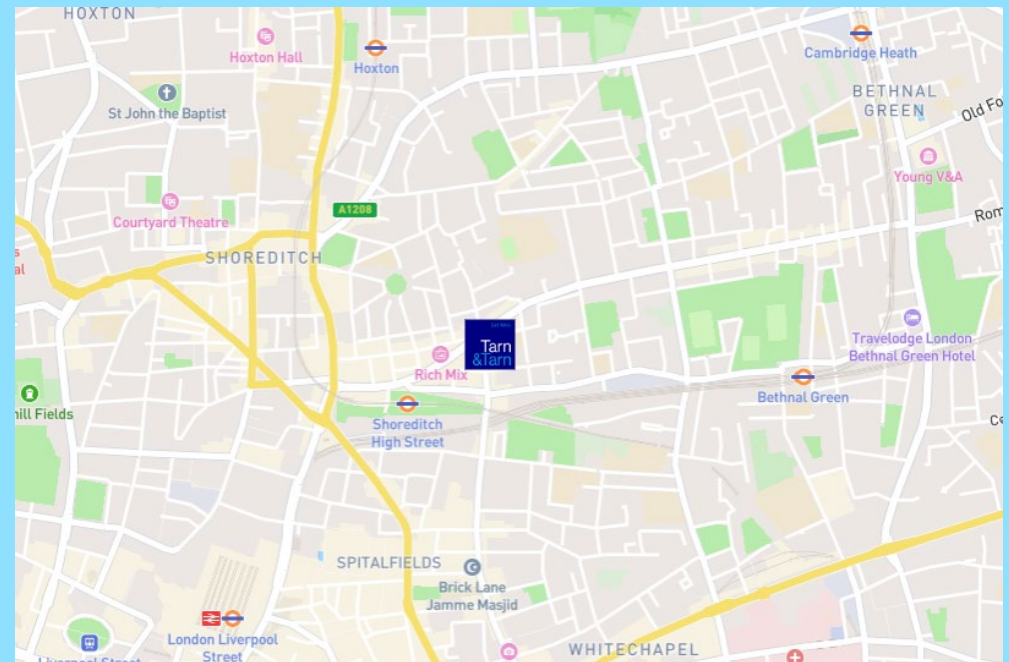 HOXTON
Hoxton Hall
Hoxton
Cambridge Heath
BETHNAL
GREEN
Old Fo
St John the Baptist
Young V&A
Courtyard Theatre
A1208
Rom
s
al
SHOREDITCH
Tarn
&Tarn
Rich Mix
Travelodge London
Bethnal Green Hotel
Bethnal Green
hill Fields
Shoreditch
High Street
Ce
SPITALFIELDS
Brick Lane
Jamme Masjid
London Liverpool
Street
Liverpool Street
WHITECHAPEL